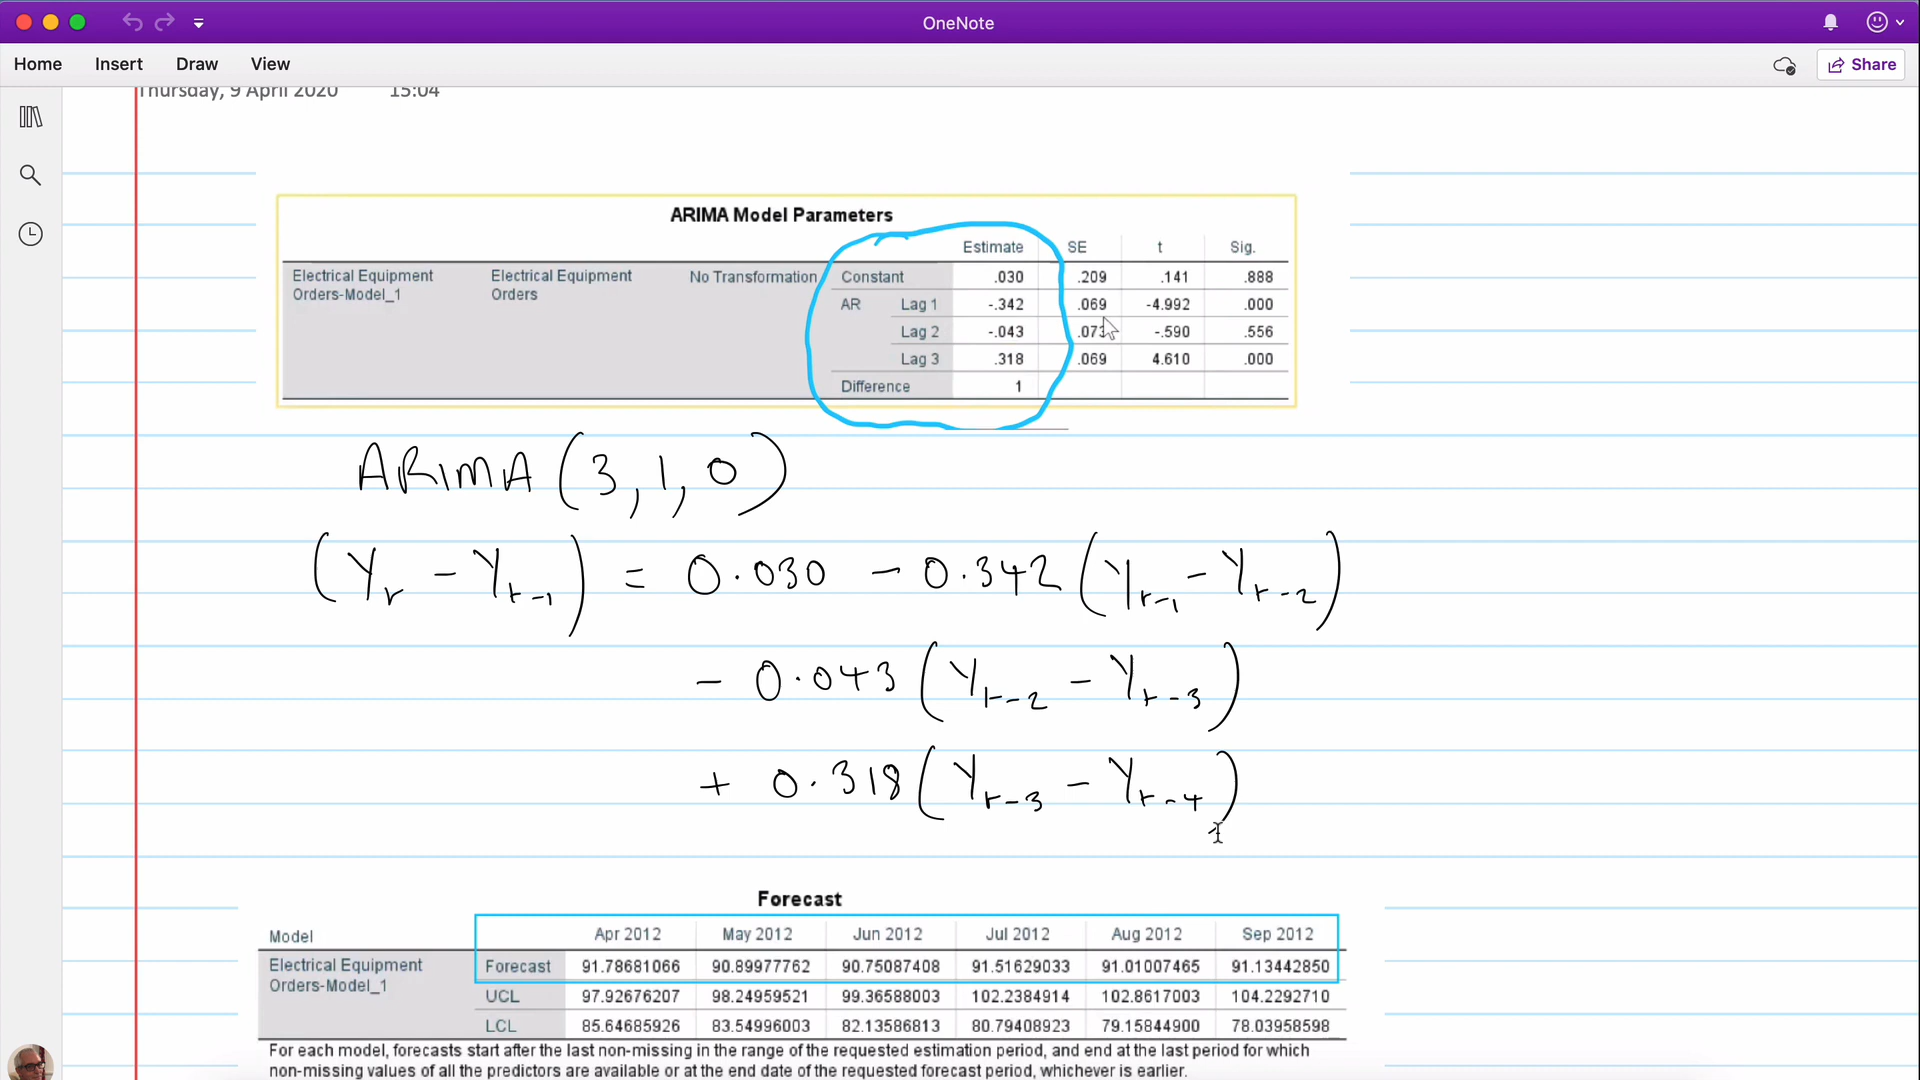 OneNote
Home Insert Draw View Share
Thursday, 9 April 2020 15:04
ARIMA Model Parameters
Estimate SE t Sig.
Electrical Equipment Orders-Model_1 Electrical Equipment Orders No Transformation Constant .030 .209 .141 .888
AR Lag 1 -.342 .069 -4.992 .000
Lag 2 -.043 .073 -.590 .556
Lag 3 .318 .069 4.610 .000
Difference 1
ARIMA (3, 1, 0)
(Yt - Yt-1) = 0.030 - 0.342 (Yt-1 - Yt-2)
- 0.043 (Yt-2 - Yt-3)
+ 0.318 (Yt-3 - Yt-4)
Forecast
Model Apr 2012 May 2012 Jun 2012 Jul 2012 Aug 2012 Sep 2012
Electrical Equipment Orders-Model_1 Forecast 91.78681066 90.89977762 90.75087408 91.51629033 91.01007465 91.13442850
UCL 97.92676207 98.24959521 99.36588003 102.2384914 102.8617003 104.2292710
LCL 85.64685926 83.54996003 82.13586813 80.79408923 79.15844900 78.03958598
For each model, forecasts start after the last non-missing in the range of the requested estimation period, and end at the last period for which
non-missing values of all the predictors are available or at the end date of the requested forecast period, whichever is earlier.